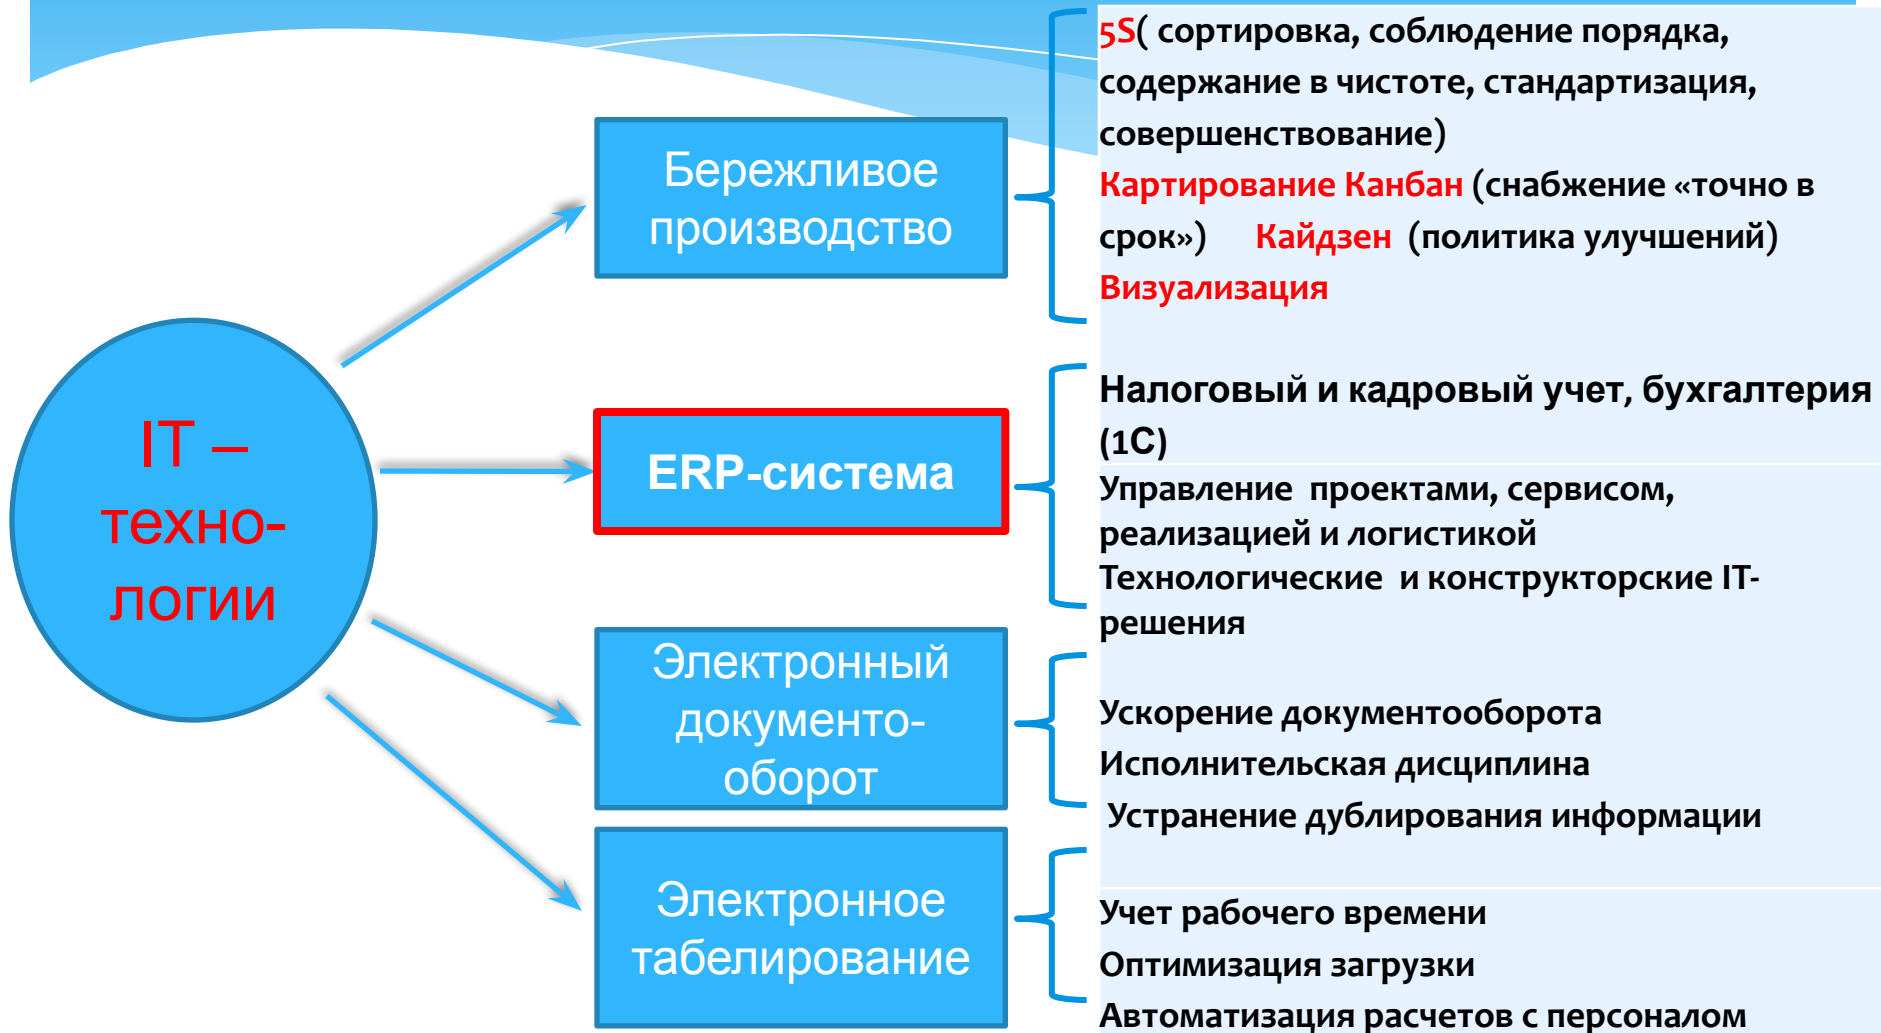 IT –
техно-
логии
Бережливое
производство
5S( сортировка, соблюдение порядка,
содержание в чистоте, стандартизация,
совершенствование)
Картирование Канбан (снабжение «точно в
срок») Кайдзен (политика улучшений)
Визуализация
ERP-система
Налоговый и кадровый учет, бухгалтерия
(1С)
Управление проектами, сервисом,
реализацией и логистикой
Технологические и конструкторские IT-
решения
Электронный
документо-
оборот
Ускорение документооборота
Исполнительская дисциплина
Устранение дублирования информации
Электронное
табелирование
Учет рабочего времени
Оптимизация загрузки
Автоматизация расчетов с персоналом